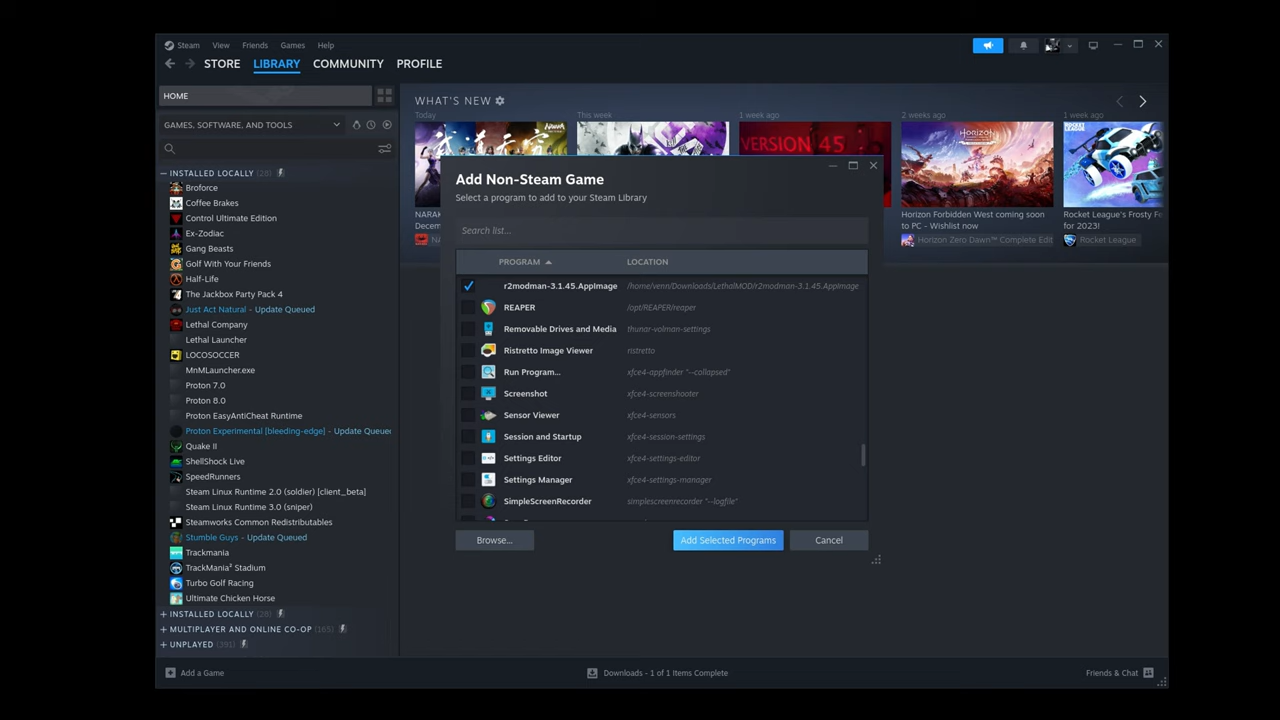 Steam View Friends Games Help
STORE LIBRARY COMMUNITY PROFILE
HOME
GAMES, SOFTWARE, AND TOOLS
INSTALLED LOCALLY (28)
Broforce
Coffee Brakes
Control Ultimate Edition
Ex-Zodiac
Gang Beasts
Golf With Your Friends
Half-Life
The Jackbox Party Pack 4
Just Act Natural - Update Queued
Lethal Company
Lethal Launcher
LOCOSOCCER
MnMLauncher.exe
Proton 7.0
Proton 8.0
Proton EasyAntiCheat Runtime
Proton Experimental [bleeding-edge] - Update Queued
Quake II
ShellShock Live
SpeedRunners
Steam Linux Runtime 2.0 (soldier) [client_beta]
Steam Linux Runtime 3.0 (sniper)
Steamworks Common Redistributables
Stumble Guys - Update Queued
Trackmania
TrackMania² Stadium
Turbo Golf Racing
Ultimate Chicken Horse
INSTALLED LOCALLY (28)
MULTIPLAYER AND ONLINE CO-OP (165)
UNPLAYED (391)
WHAT'S NEW
Today
This week
1 week ago
2 weeks ago
1 week ago
VERSION 45
Horizon Forbidden West coming soon
to PC - Wishlist now
Horizon Zero Dawn™ Complete Edit
Rocket League's Frosty Fe
for 2023!
Rocket League
NARAK
Decem
Add Non-Steam Game
Select a program to add to your Steam Library
Search list...
PROGRAM LOCATION
r2modman-3.1.45.AppImage /home/venn/Downloads/LethalMOD/r2modman-3.1.45.AppImage
REAPER /opt/REAPER/reaper
Removable Drives and Media thunar-volman-settings
Ristretto Image Viewer ristretto
Run Program... xfce4-appfinder "--collapsed"
Screenshot xfce4-screenshooter
Sensor Viewer xfce4-sensors
Session and Startup xfce4-session-settings
Settings Editor xfce4-settings-editor
Settings Manager xfce4-settings-manager
SimpleScreenRecorder simplescreenrecorder "--logfile"
Browse... Add Selected Programs Cancel
Add a Game
Downloads - 1 of 1 Items Complete
Friends & Chat